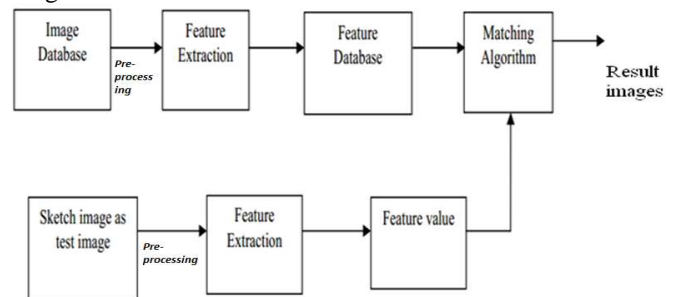 Image
Database
Pre-
process
ing
Feature
Extraction
Feature
Database
Matching
Algorithm
Result
images
Sketch image as
test image
Pre-
processing
Feature
Extraction
Feature value